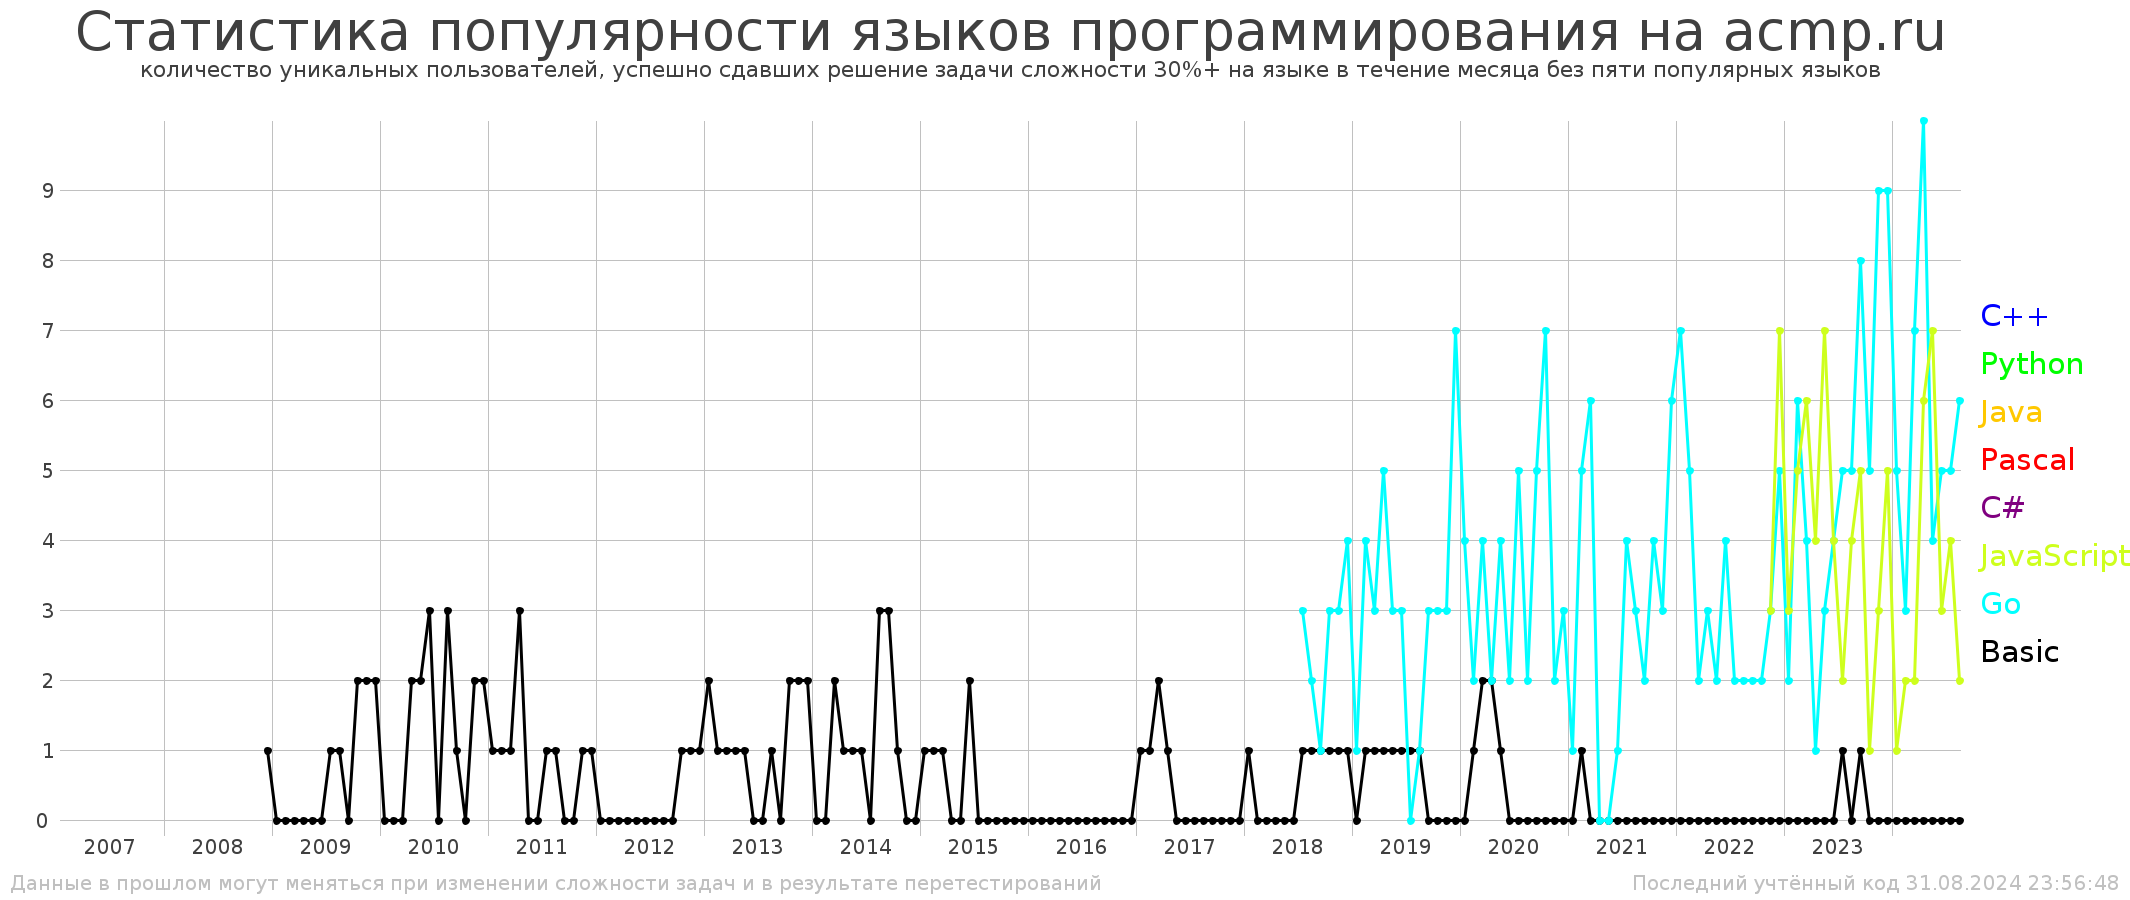 Статистика популярности языков программирования на acmp.ru
количество уникальных пользователей, успешно сдавших решение задачи сложности 30%+ на языке в течение месяца без пяти популярных языков
9
8
7
6
5
4
3
2
1
0
C++
Python
Java
Pascal
C#
JavaScript
Go
Basic
2007 2008 2009 2010 2011 2012 2013 2014 2015 2016 2017 2018 2019 2020 2021 2022 2023
Данные в прошлом могут меняться при изменении сложности задач и в результате перетестирований
Последний учтённый код 31.08.2024 23:56:48